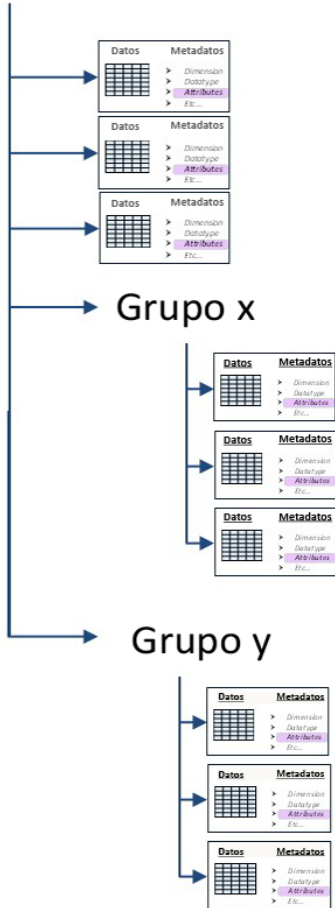 Datos Metadatos
Dimension
Datatype
Attributes
Etc...
Datos Metadatos
Dimension
Datatype
Attributes
Etc...
Datos Metadatos
Dimension
Datatype
Attributes
Etc...
Grupo x
Datos Metadatos
Dimension
Datatype
Attributes
Etc...
Datos Metadatos
Dimension
Datatype
Attributes
Etc...
Datos Metadatos
Dimension
Datatype
Attributes
Etc...
Grupo y
Datos Metadatos
Dimension
Datatype
Attributes
Etc...
Datos Metadatos
Dimension
Datatype
Attributes
Etc...
Datos Metadatos
Dimension
Datatype
Attributes
Etc...